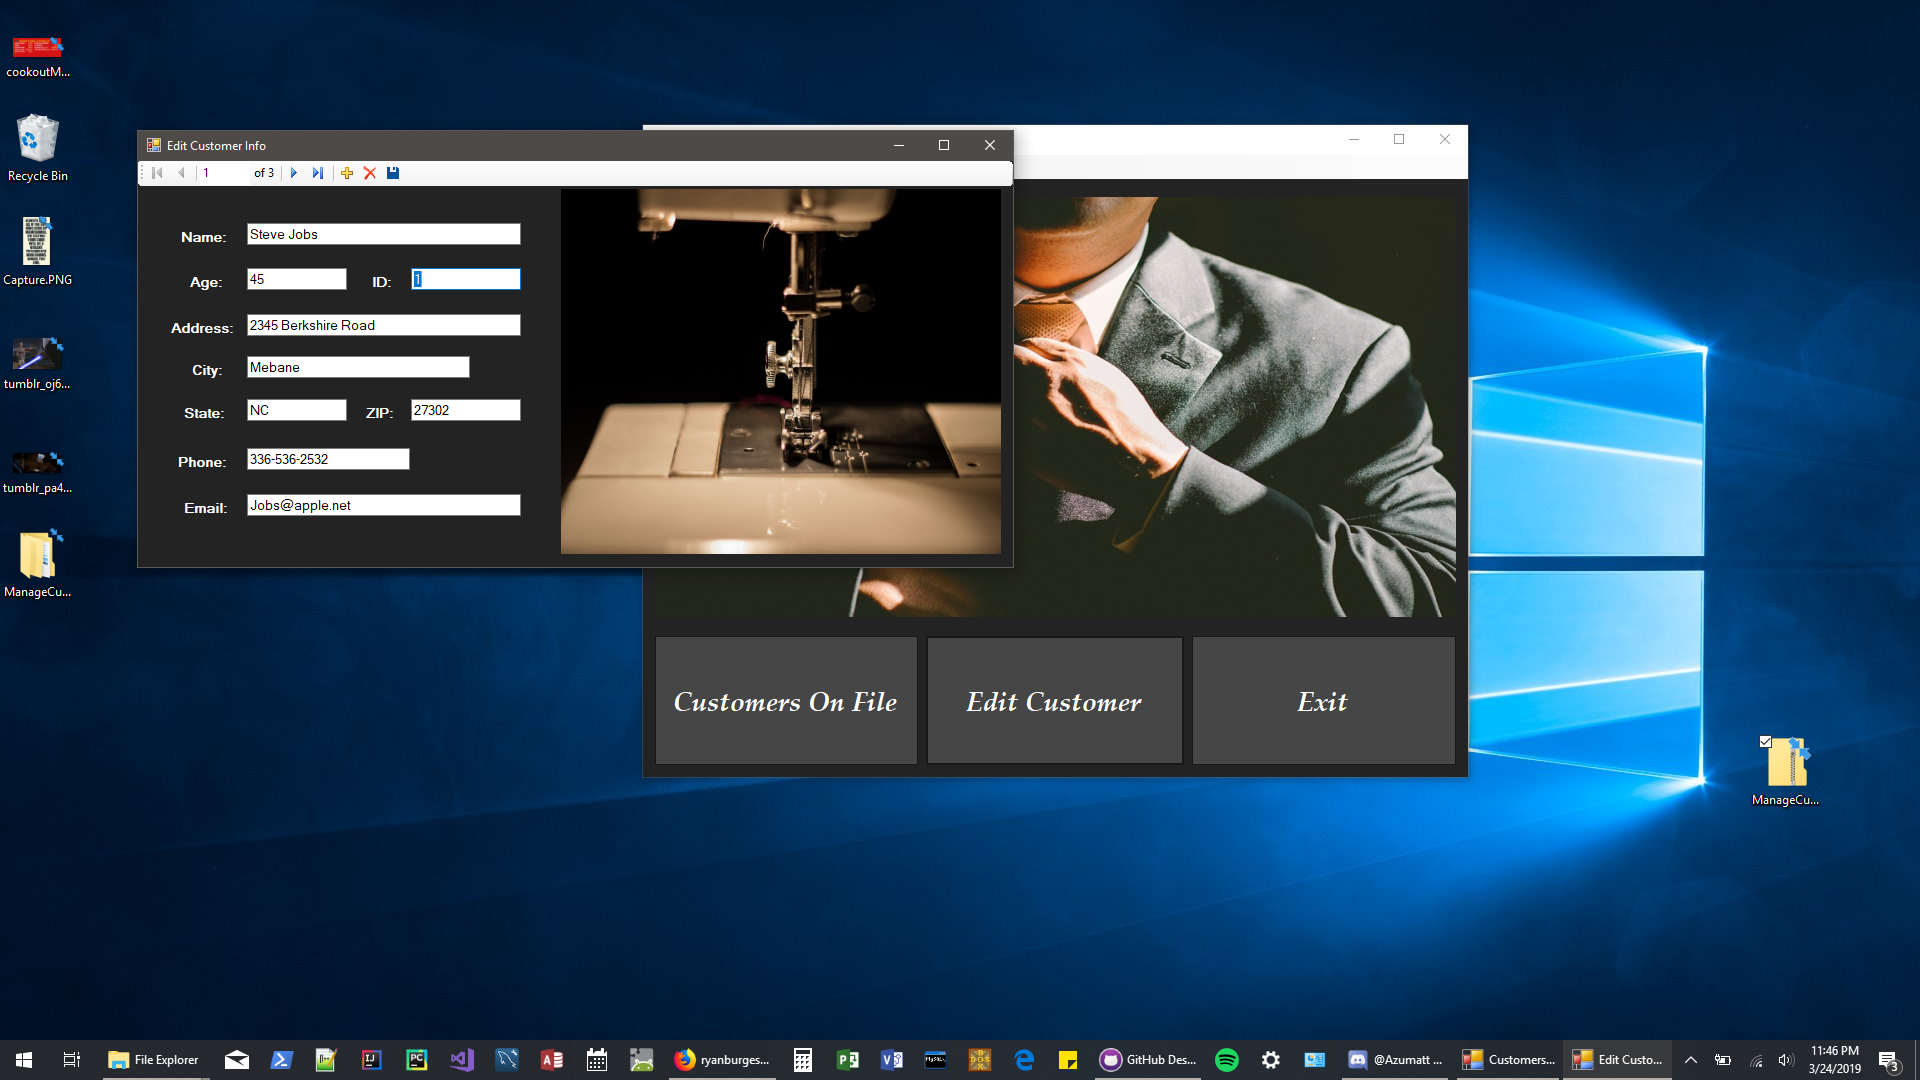 cookoutM...
Recycle Bin
Capture.PNG
tumblr_oj6...
tumblr_pa4...
ManageCu...
Edit Customer Info
1 of 3
Name: Steve Jobs
Age: 45 ID: 1
Address: 2345 Berkshire Road
City: Mebane
State: NC ZIP: 27302
Phone: 336-536-2532
Email: Jobs@apple.net
Customers On File
Edit Customer
Exit
ManageCu...
File Explorer
ryanburges...
GitHub Des...
@Azumatt ...
Customers...
Edit Custo...
11:46 PM
3/24/2019
3